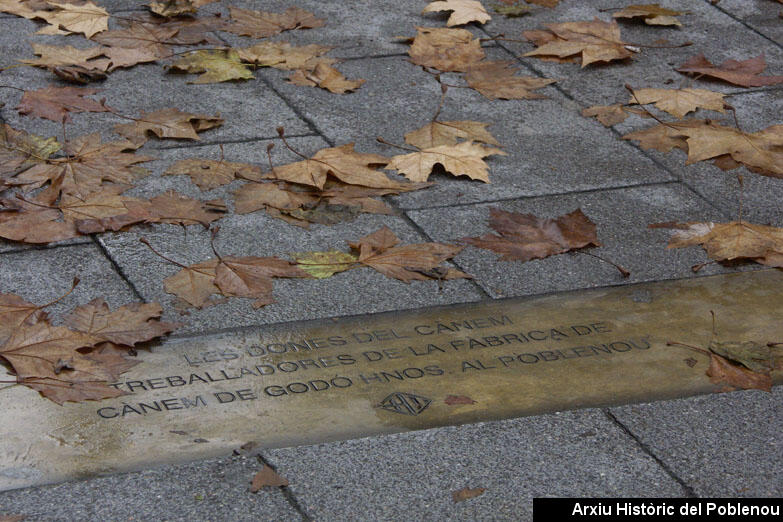 LES DONES DEL CÀNEM
TREBALLADORES DE LA FÀBRICA DE
CÀNEM DE GODÓ HNOS. AL POBLENOU
Arxiu Històric del Poblenou